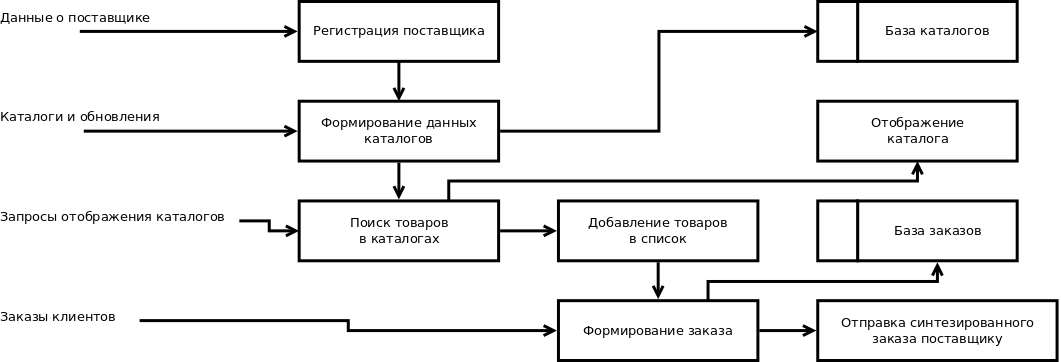 Данные о поставщике
Регистрация поставщика
База каталогов
Каталоги и обновления
Формирование данных
каталогов
Отображение
каталога
Запросы отображения каталогов
Поиск товаров
в каталогах
Добавление товаров
в список
База заказов
Заказы клиентов
Формирование заказа
Отправка синтезированного
заказа поставщику